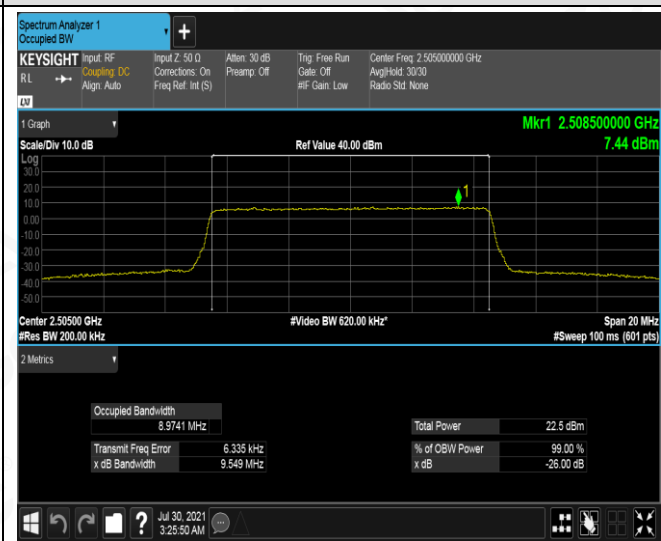 Spectrum Analyzer 1
Occupied BW
+
KEYSIGHT Input: RF Input Z: 50 Ω Atten: 30 dB Trig: Free Run Center Freq: 2.505000000 GHz
RL Coupling: DC Corrections: On Preamp: Off Gate: Off Avg|Hold: 30/30
Align: Auto Freq Ref: Int (S) #IF Gain: Low Radio Std: None
LXI
1 Graph Mkr1 2.508500000 GHz
Scale/Div 10.0 dB Ref Value 40.00 dBm 7.44 dBm
Log
30.0
20.0
1
10.0
0.00
-10.0
-20.0
-30.0
-40.0
-50.0
Center 2.50500 GHz #Video BW 620.00 kHz* Span 20 MHz
#Res BW 200.00 kHz #Sweep 100 ms (601 pts)
2 Metrics
Occupied Bandwidth
8.9741 MHz Total Power 22.5 dBm
Transmit Freq Error 6.335 kHz % of OBW Power 99.00 %
x dB Bandwidth 9.549 MHz x dB -26.00 dB
? Jul 30, 2021
3:25:50 AM